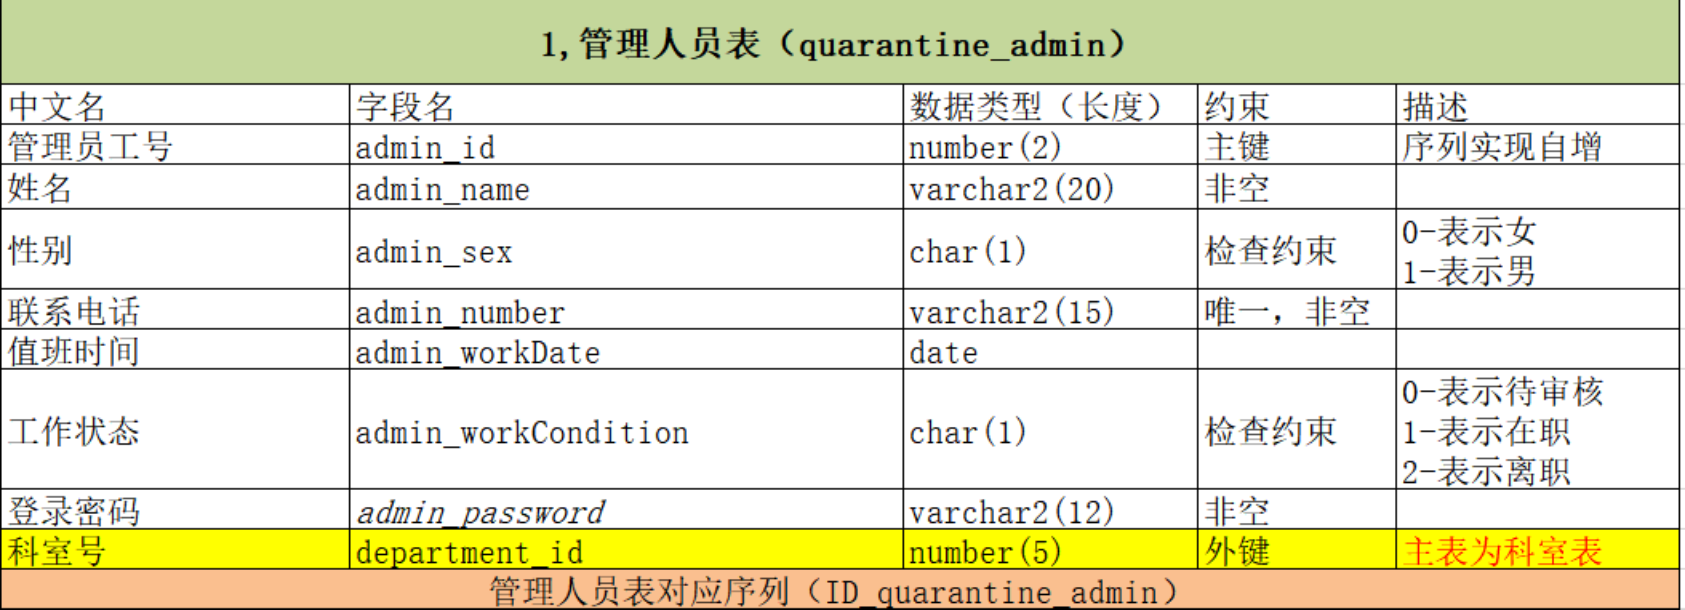 1,管理人员表（quarantine_admin）
中文名 字段名 数据类型（长度） 约束 描述
管理员工号 admin_id number(2) 主键 序列实现自增
姓名 admin_name varchar2(20) 非空
性别 admin_sex char(1) 检查约束 0-表示女
1-表示男
联系电话 admin_number varchar2(15) 唯一，非空
值班时间 admin_workDate date
工作状态 admin_workCondition char(1) 检查约束 0-表示待审核
1-表示在职
2-表示离职
登录密码 admin_password varchar2(12) 非空
科室号 department_id number(5) 外键 主表为科室表
管理人员表对应序列（ID_quarantine_admin）